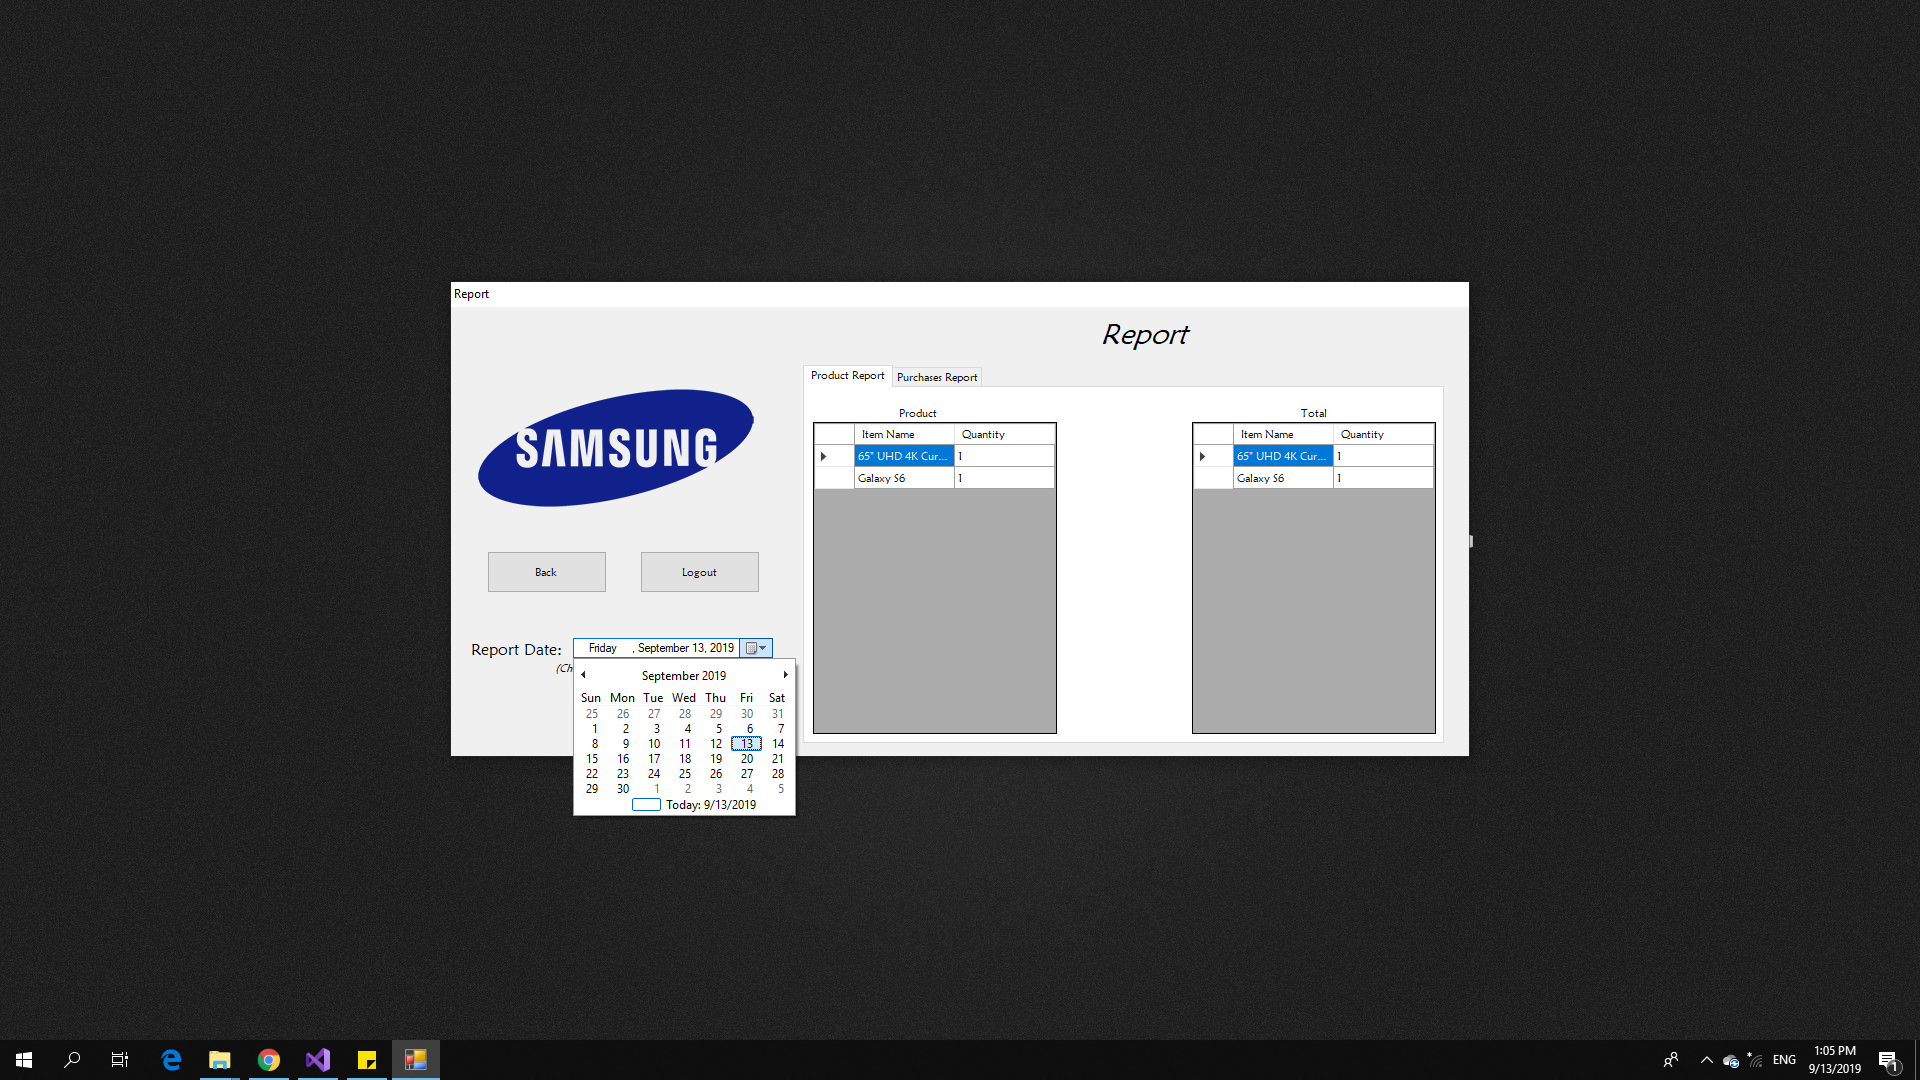 Report
Report
Product Report
Purchases Report
SAMSUNG
Product
Item Name Quantity
65" UHD 4K Cur... 1
Galaxy S6 1
Total
Item Name Quantity
65" UHD 4K Cur... 1
Galaxy S6 1
Back
Logout
Report Date:
Friday , September 13, 2019
(Ch
September 2019
Sun Mon Tue Wed Thu Fri Sat
25 26 27 28 29 30 31
1 2 3 4 5 6 7
8 9 10 11 12 13 14
15 16 17 18 19 20 21
22 23 24 25 26 27 28
29 30 1 2 3 4 5
Today: 9/13/2019
ENG
1:05 PM
9/13/2019
1